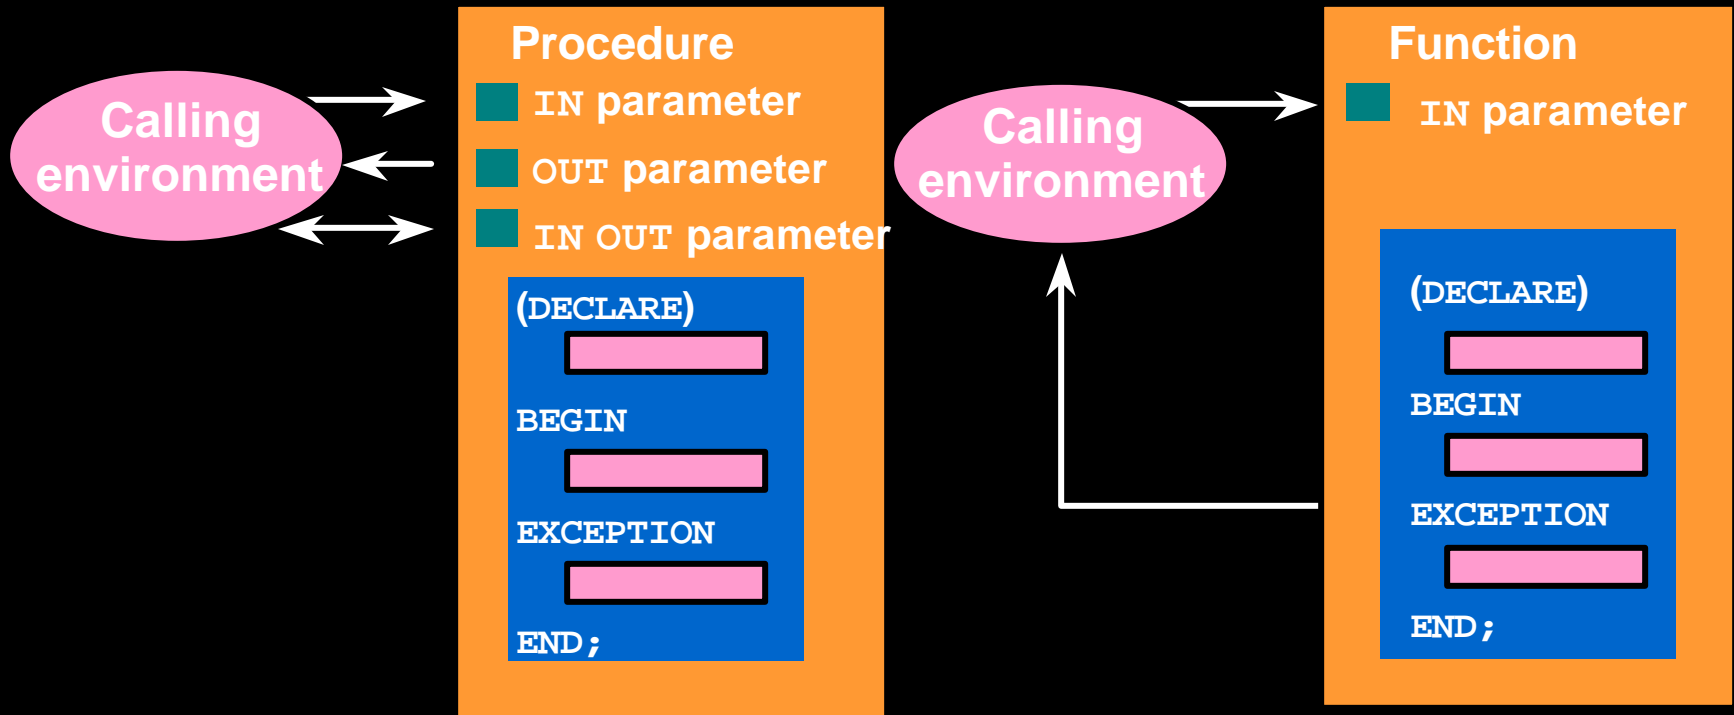 Procedure
Calling
environment
IN parameter
OUT parameter
IN OUT parameter
(DECLARE)
BEGIN
EXCEPTION
END;
Function
Calling
environment
IN parameter
(DECLARE)
BEGIN
EXCEPTION
END;